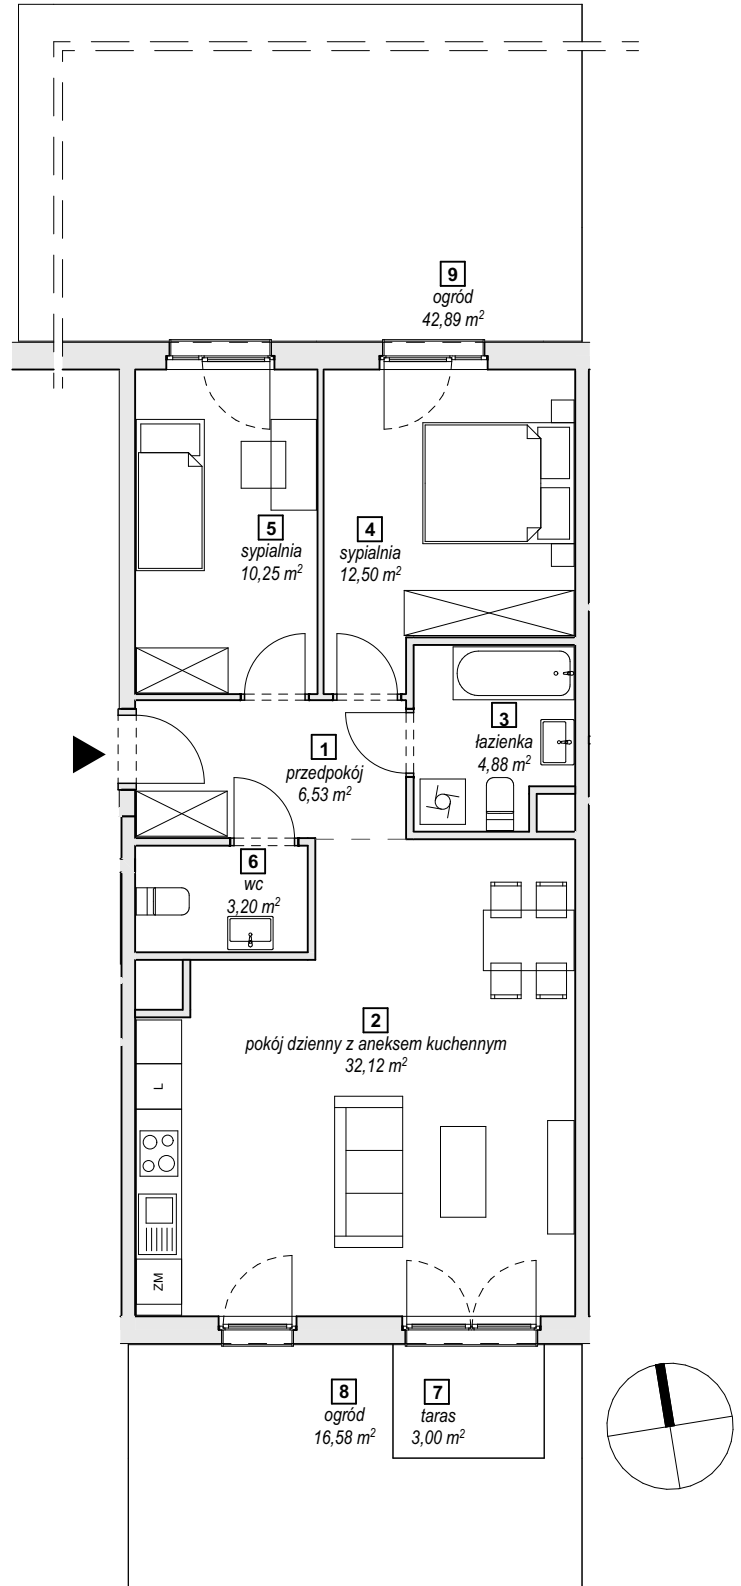 9
ogród
42,89 m²
5
sypialnia
10,25 m²
4
sypialnia
12,50 m²
3
łazienka
4,88 m²
1
przedpokój
6,53 m²
6
wc
3,20 m²
2
pokój dzienny z aneksem kuchennym
32,12 m²
L
ZM
8
ogród
16,58 m²
7
taras
3,00 m²